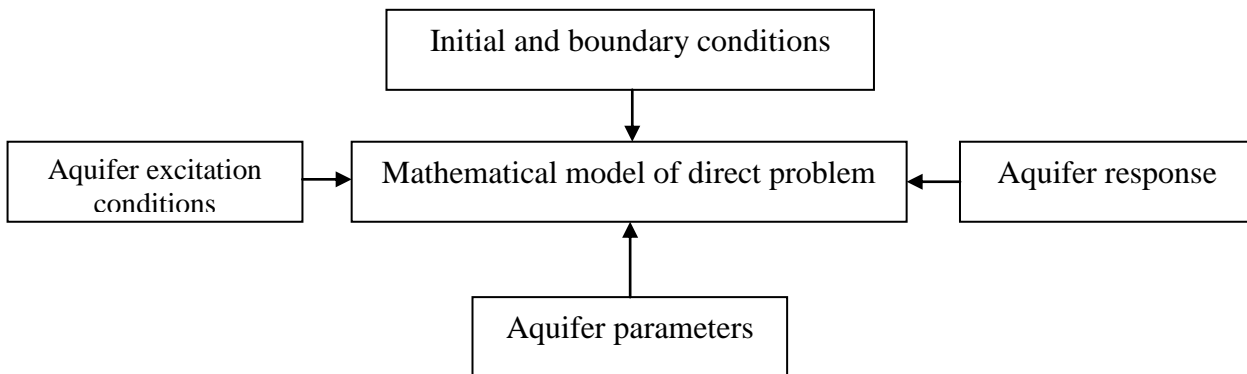 Initial and boundary conditions
Aquifer excitation
conditions
Mathematical model of direct problem
Aquifer response
Aquifer parameters